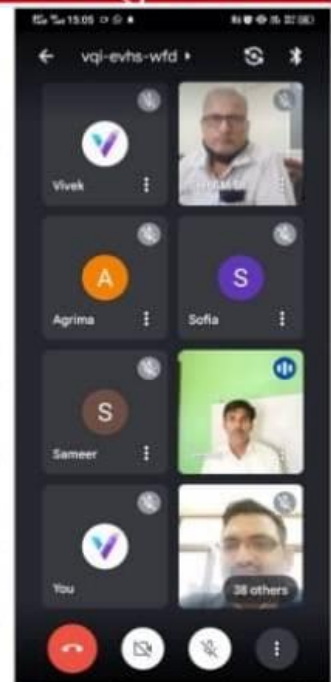 15:05
vqi-evhs-wfd
Vivek
A
S
Agrima
Sofia
S
Sameer
You
38 others